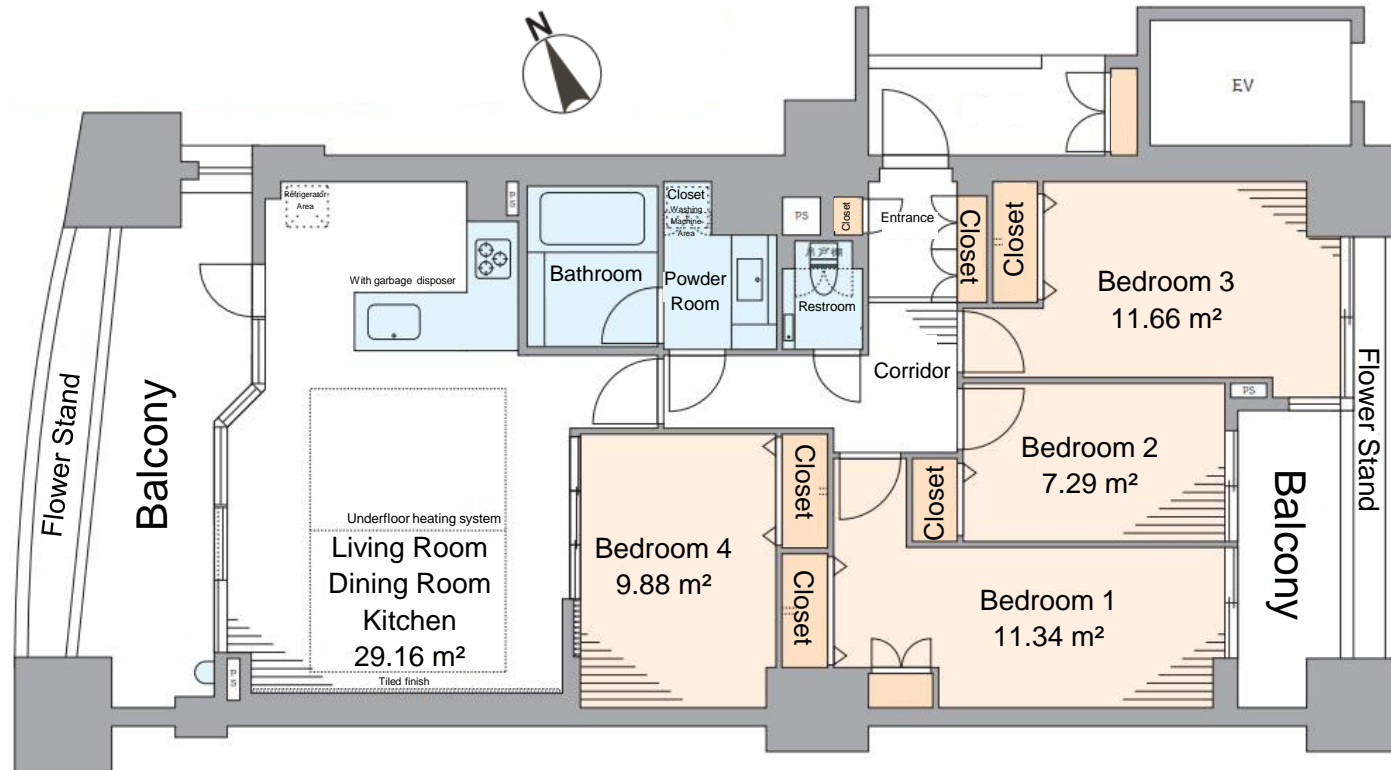 N
EV
Refrigerator
Area
PS
Closet
Washing
Machine
Area
PS
Closet
Entrance
Closet
Closet
With garbage disposer
Bathroom
Powder
Room
吊戸棚
Restroom
Bedroom 3
11.66 m²
Corridor
Flower Stand
Balcony
PS
Flower Stand
Bedroom 2
7.29 m²
Closet
Closet
Balcony
Underfloor heating system
Living Room
Dining Room
Kitchen
29.16 m²
Bedroom 4
9.88 m²
Closet
Bedroom 1
11.34 m²
PS
Tiled finish